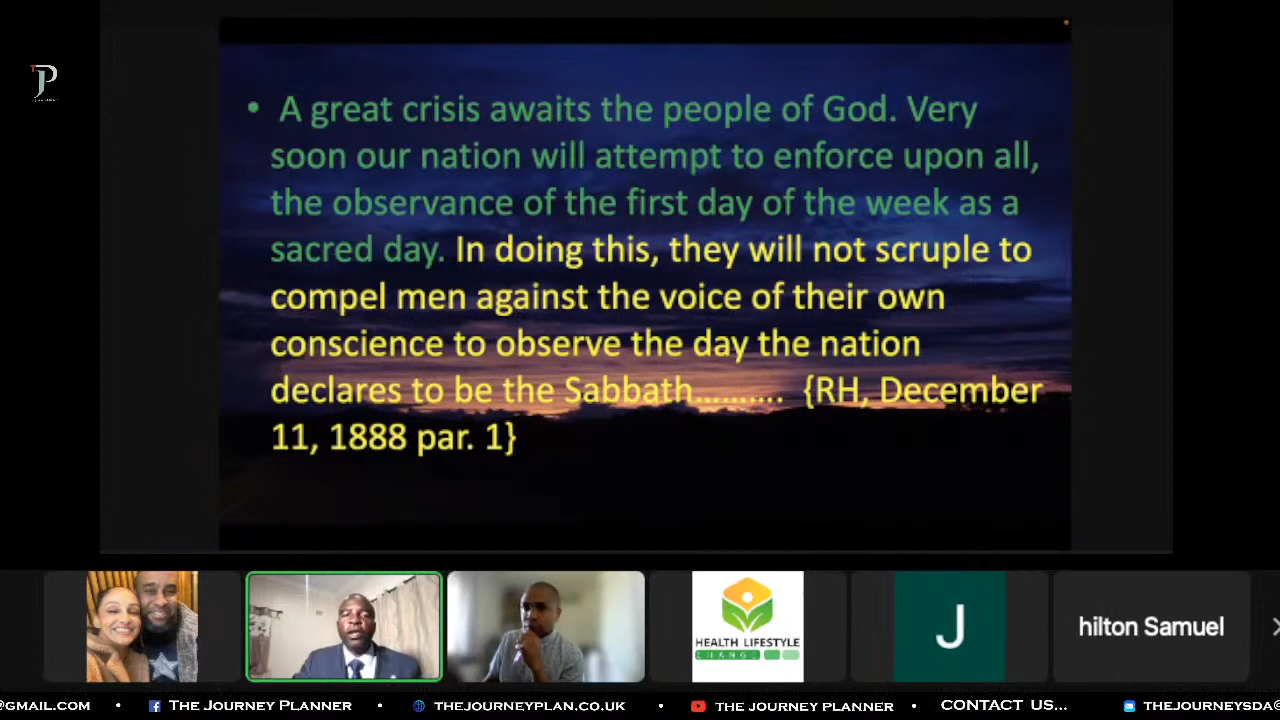 • A great crisis awaits the people of God. Very
soon our nation will attempt to enforce upon all,
the observance of the first day of the week as a
sacred day. In doing this, they will not scruple to
compel men against the voice of their own
conscience to observe the day the nation
declares to be the Sabbath………. {RH, December
11, 1888 par. 1}
HEALTH LIFESTYLE
CHANGE
J
hilton Samuel
@GMAIL.COM • THE JOURNEY PLANNER • THEJOURNEYPLAN.CO.UK • THE JOURNEY PLANNER • CONTACT US... • THEJOURNEYSDA@